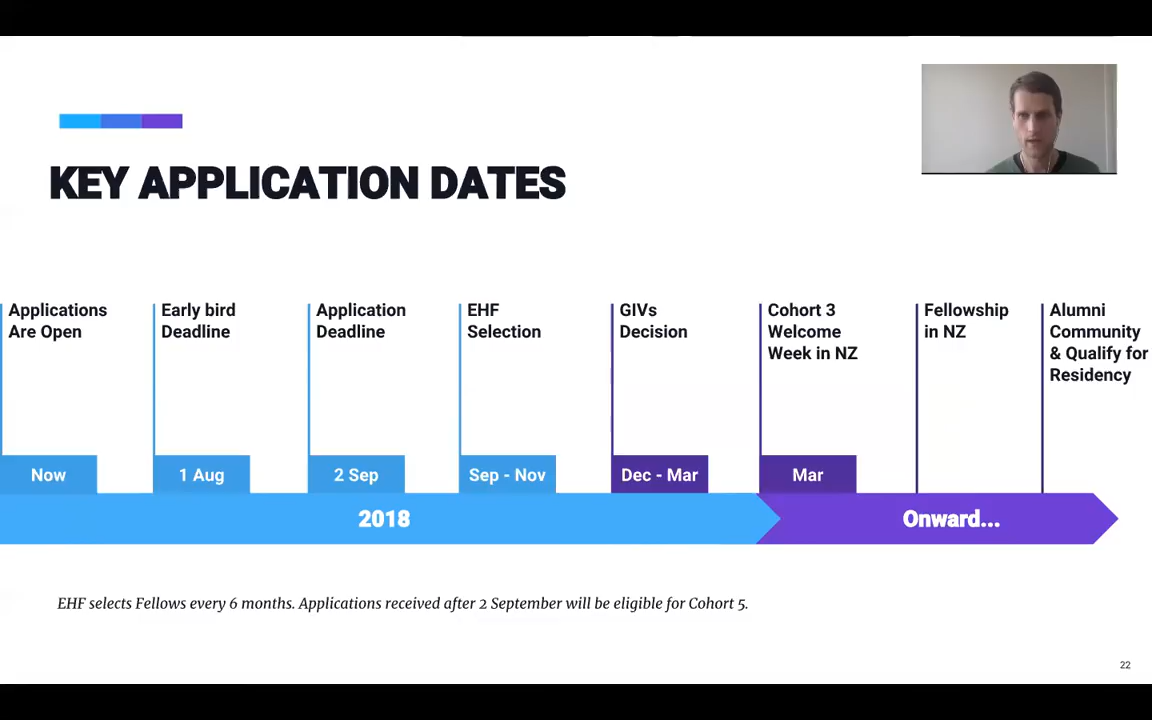 KEY APPLICATION DATES
Applications
Are Open
Early bird
Deadline
Application
Deadline
EHF
Selection
GIVs
Decision
Cohort 3
Welcome
Week in NZ
Fellowship
in NZ
Alumni
Community
& Qualify for
Residency
Now
1 Aug
2 Sep
Sep - Nov
Dec - Mar
Mar
2018
Onward...
EHF selects Fellows every 6 months. Applications received after 2 September will be eligible for Cohort 5.
22